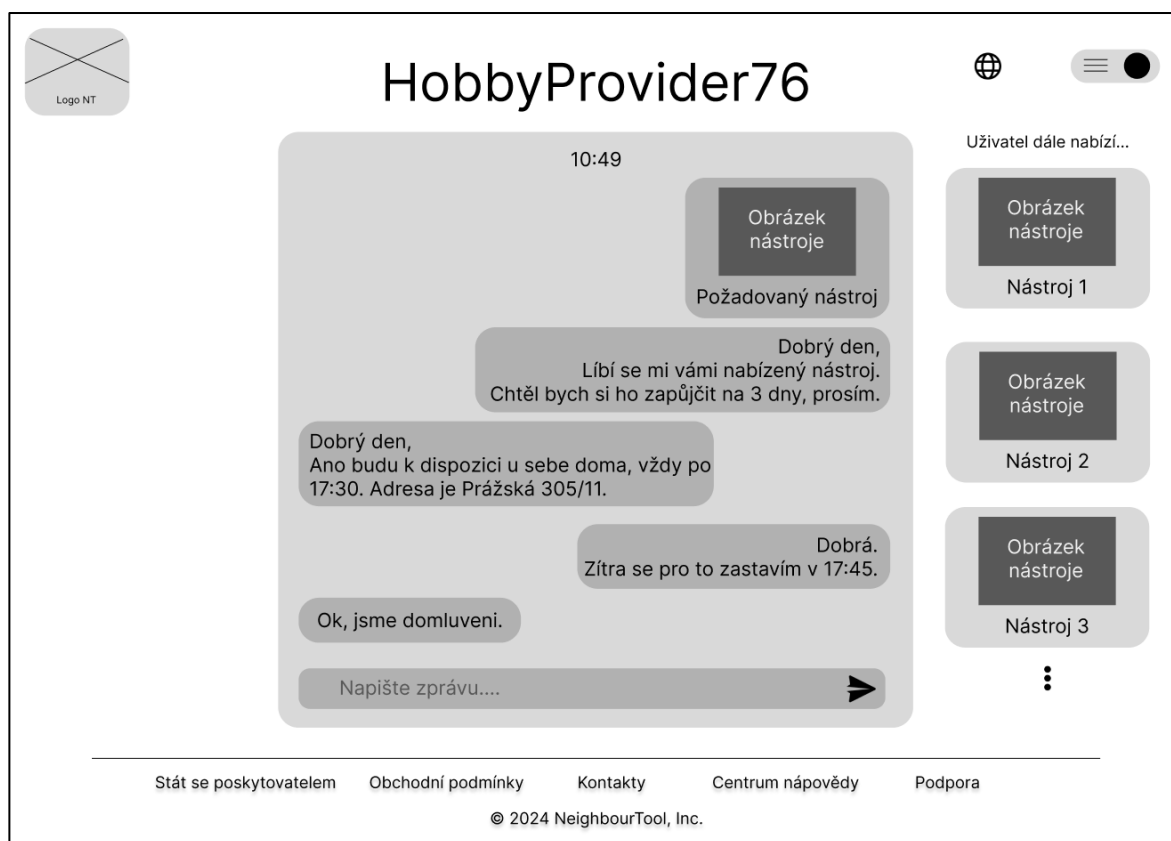 Logo NT
HobbyProvider76
10:49
Obrázek
nástroje
Požadovaný nástroj
Dobrý den,
Líbí se mi vámi nabízený nástroj.
Chtěl bych si ho zapůjčit na 3 dny, prosím.
Dobrý den,
Ano budu k dispozici u sebe doma, vždy po
17:30. Adresa je Prážská 305/11.
Dobrá.
Zítra se pro to zastavím v 17:45.
Ok, jsme domluveni.
Napište zprávu....
Uživatel dále nabízí...
Obrázek
nástroje
Nástroj 1
Obrázek
nástroje
Nástroj 2
Obrázek
nástroje
Nástroj 3
Stát se poskytovatelem Obchodní podmínky Kontakty Centrum nápovědy Podpora
© 2024 NeighbourTool, Inc.